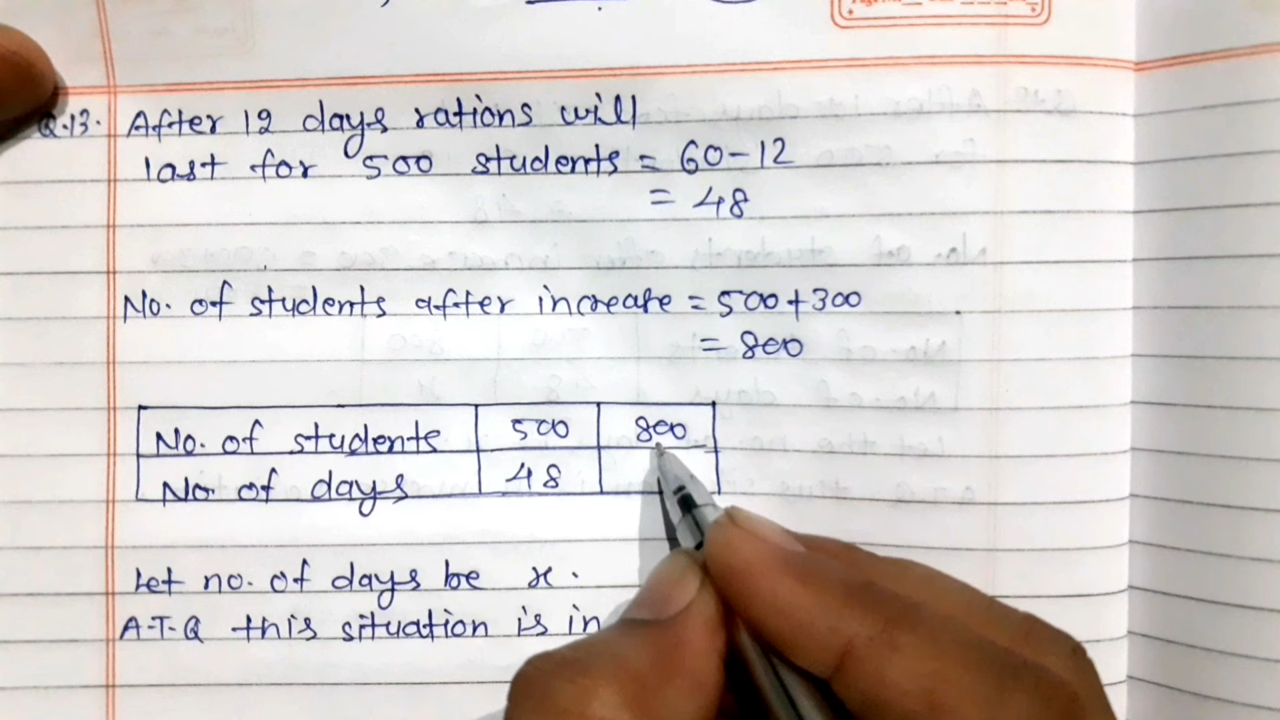 Q.13. After 12 days rations will
last for 500 students = 60-12
= 48
No. of students after increase = 500+300
= 800
No. of students 500 800
No of days 48
Let no. of days be x.
A.T.Q this situation is in